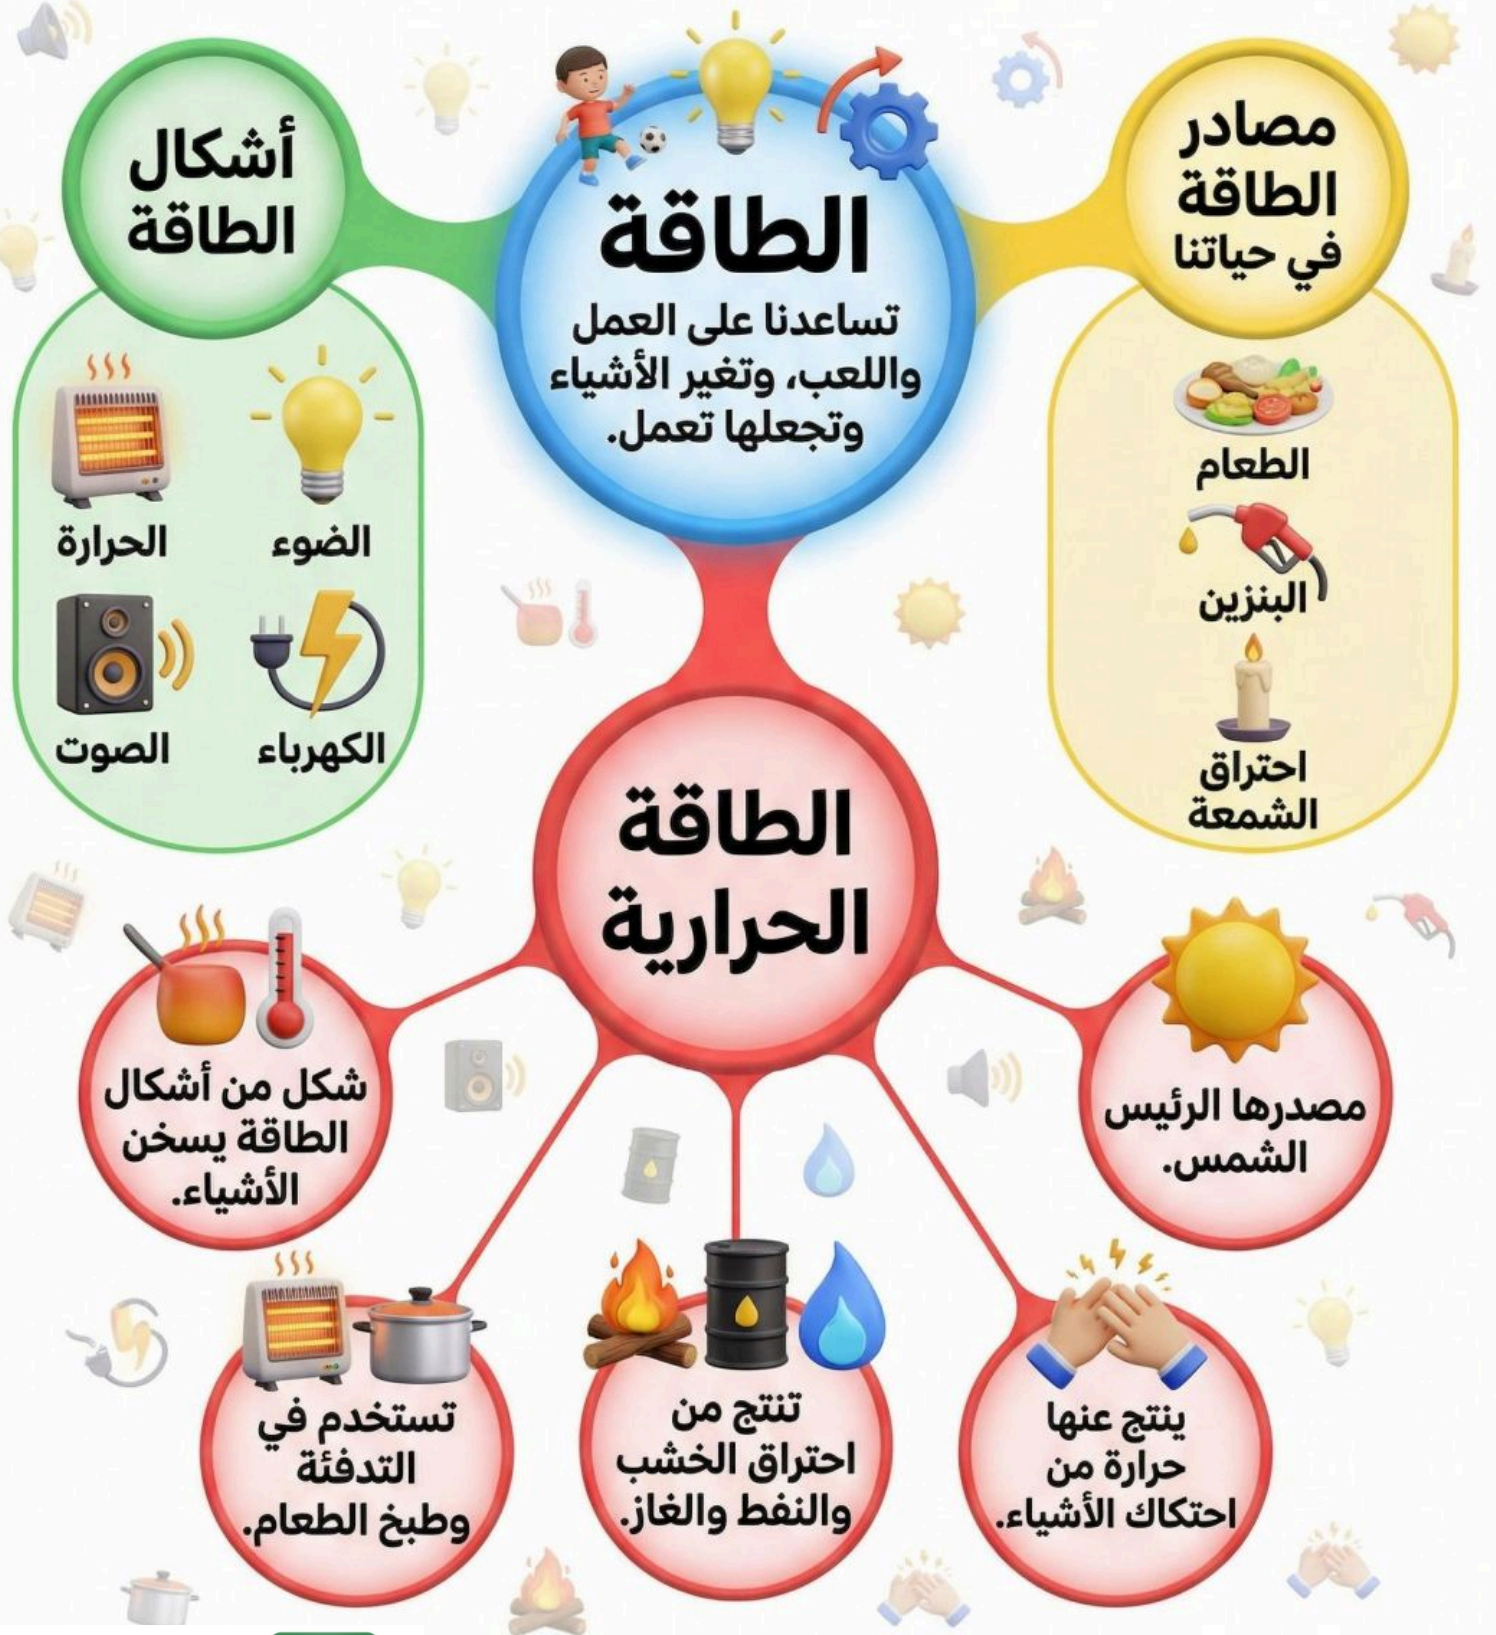 الطاقة
تساعدنا على العمل
واللعب، وتغير الأشياء
وتجعلها تعمل.
مصادر
الطاقة
في حياتنا
الطعام
البنزين
احتراق
الشمعة
أشكال
الطاقة
الضوء
الحرارة
الكهرباء
الصوت
الطاقة
الحرارية
مصدرها الرئيس
الشمس.
ينتج عنها
حرارة من
احتكاك الأشياء.
تنتج من
احتراق الخشب
والنفط والغاز.
تستخدم في
التدفئة
وطبخ الطعام.
شكل من أشكال
الطاقة يسخن
الأشياء.